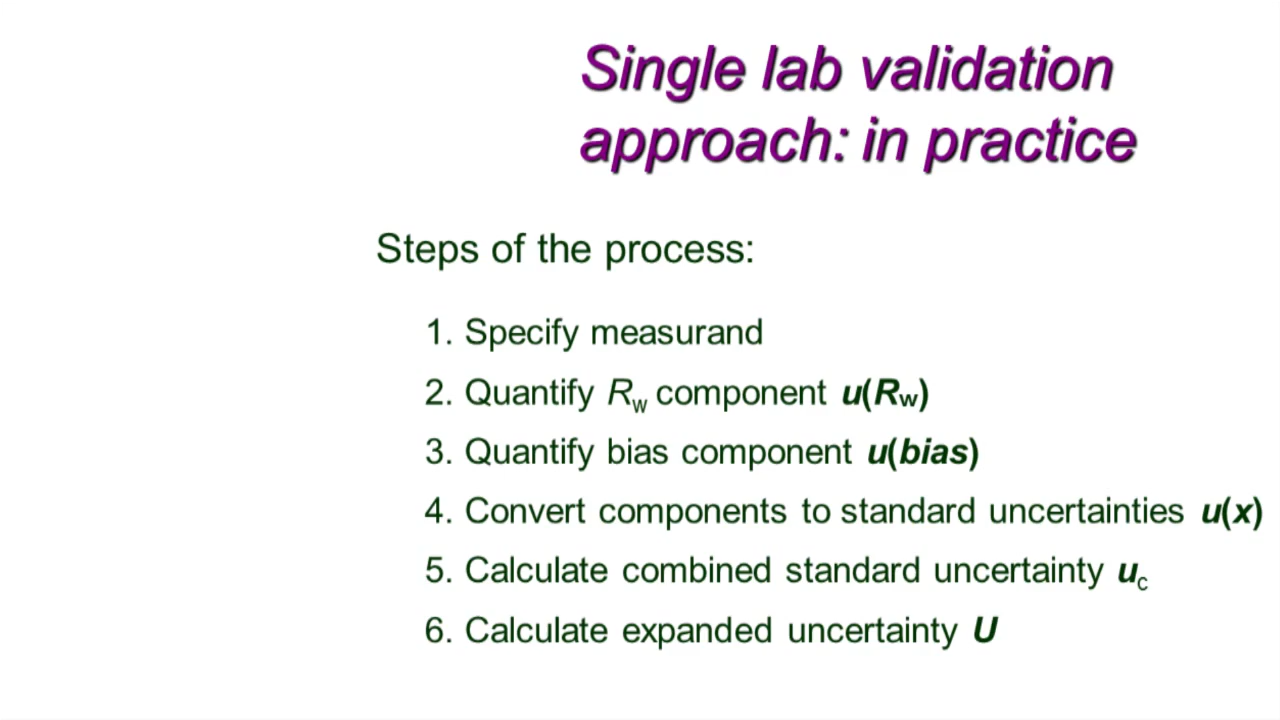 Single lab validation
approach: in practice
Steps of the process:
1. Specify measurand
2. Quantify Rw component u(Rw)
3. Quantify bias component u(bias)
4. Convert components to standard uncertainties u(x)
5. Calculate combined standard uncertainty uc
6. Calculate expanded uncertainty U